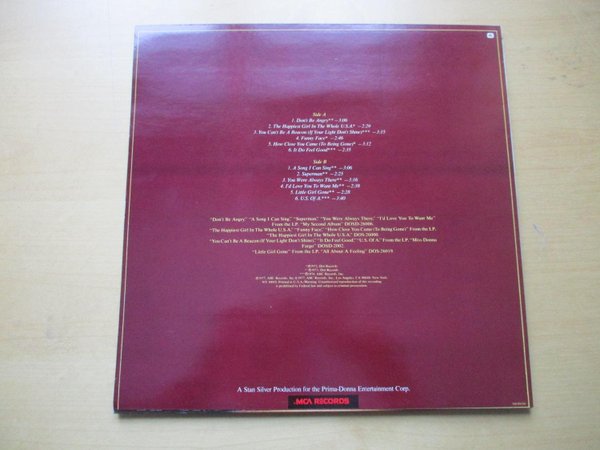 Side A
1. Don't Be Angry** —3:06
2. The Happiest Girl In The Whole U.S.A* —2:29
3. You Can't Be A Beacon (If Your Light Don't Shine)*** —3:15
4. Funny Face* —2:46
5. How Close You Came (To Being Gone)* —3:12
6. It Do Feel Good*** —2:35
Side B
1. A Song I Can Sing** —3:06
2. Superman** —2:25
3. You Were Always There** —3:16
4. I'd Love You To Want Me** —2:38
5. Little Girl Gone** —2:28
6. U.S. Of A.*** —3:40
"Don't Be Angry," "A Song I Can Sing," "Superman," "You Were Always There," "I'd Love You To Want Me"
From the LP. "My Second Album" DOSD-26006.
"The Happiest Girl In The Whole U.S.A." "Funny Face," "How Close You Came (To Being Gone)" From the LP.
"The Happiest Girl In The Whole U.S.A." DOS-26000.
"You Can't Be A Beacon (If Your Light Don't Shine)" "It Do Feel Good," "U.S. Of A." From the LP. "Miss Donna
Fargo" DOSD-2002.
"Little Girl Gone" From the LP. "All About A Feeling" DOS-26019.
A Stan Silver Production for the Prima-Donna Entertainment Corp.
MCA RECORDS